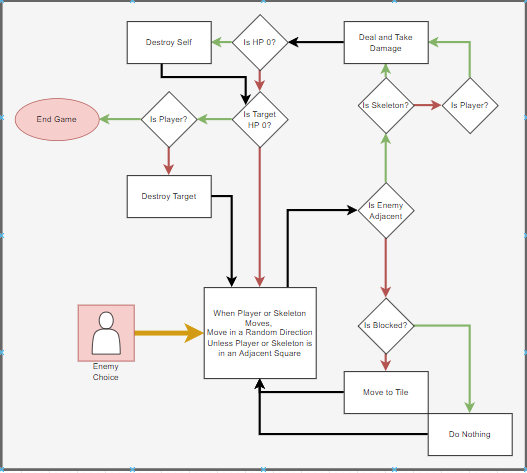 Destroy Self
Is HP 0?
Deal and Take
Damage
End Game
Is Player?
Is Target
HP 0?
Is Skeleton?
Is Player?
Destroy Target
Is Enemy
Adjacent
When Player or Skeleton
Moves,
Move in a Random Direction
Unless Player or Skeleton is
in an Adjacent Square
Is Blocked?
Enemy
Choice
Move to Tile
Do Nothing